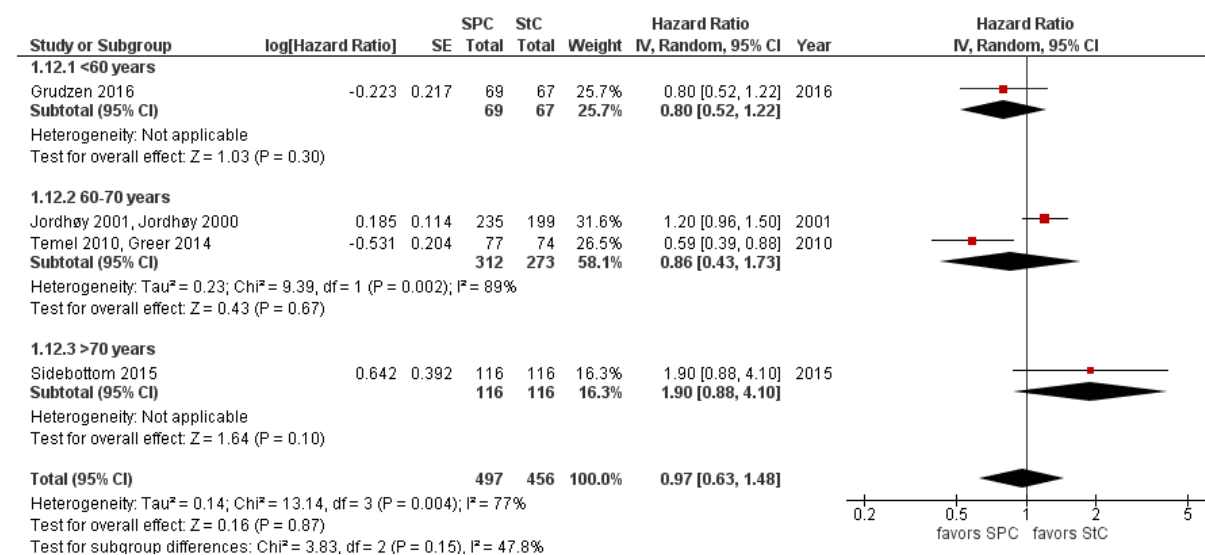 SPC StC Hazard Ratio Hazard Ratio
Study or Subgroup log[Hazard Ratio] SE Total Total Weight IV, Random, 95% CI Year IV, Random, 95% CI
1.12.1 <60 years
Grudzen 2016 -0.223 0.217 69 67 25.7% 0.80 [0.52, 1.22] 2016
Subtotal (95% CI) 69 67 25.7% 0.80 [0.52, 1.22]
Heterogeneity: Not applicable
Test for overall effect: Z = 1.03 (P = 0.30)
1.12.2 60-70 years
Jordhøy 2001, Jordhøy 2000 0.185 0.114 235 199 31.6% 1.20 [0.96, 1.50] 2001
Temel 2010, Greer 2014 -0.531 0.204 77 74 26.5% 0.59 [0.39, 0.88] 2010
Subtotal (95% CI) 312 273 58.1% 0.86 [0.43, 1.73]
Heterogeneity: Tau² = 0.23; Chi² = 9.39, df = 1 (P = 0.002); I² = 89%
Test for overall effect: Z = 0.43 (P = 0.67)
1.12.3 >70 years
Sidebottom 2015 0.642 0.392 116 116 16.3% 1.90 [0.88, 4.10] 2015
Subtotal (95% CI) 116 116 16.3% 1.90 [0.88, 4.10]
Heterogeneity: Not applicable
Test for overall effect: Z = 1.64 (P = 0.10)
Total (95% CI) 497 456 100.0% 0.97 [0.63, 1.48]
Heterogeneity: Tau² = 0.14; Chi² = 13.14, df = 3 (P = 0.004); I² = 77%
Test for overall effect: Z = 0.16 (P = 0.87)
Test for subgroup differences: Chi² = 3.83, df = 2 (P = 0.15), I² = 47.8%
0.2 0.5 1 2 5
favors SPC favors StC